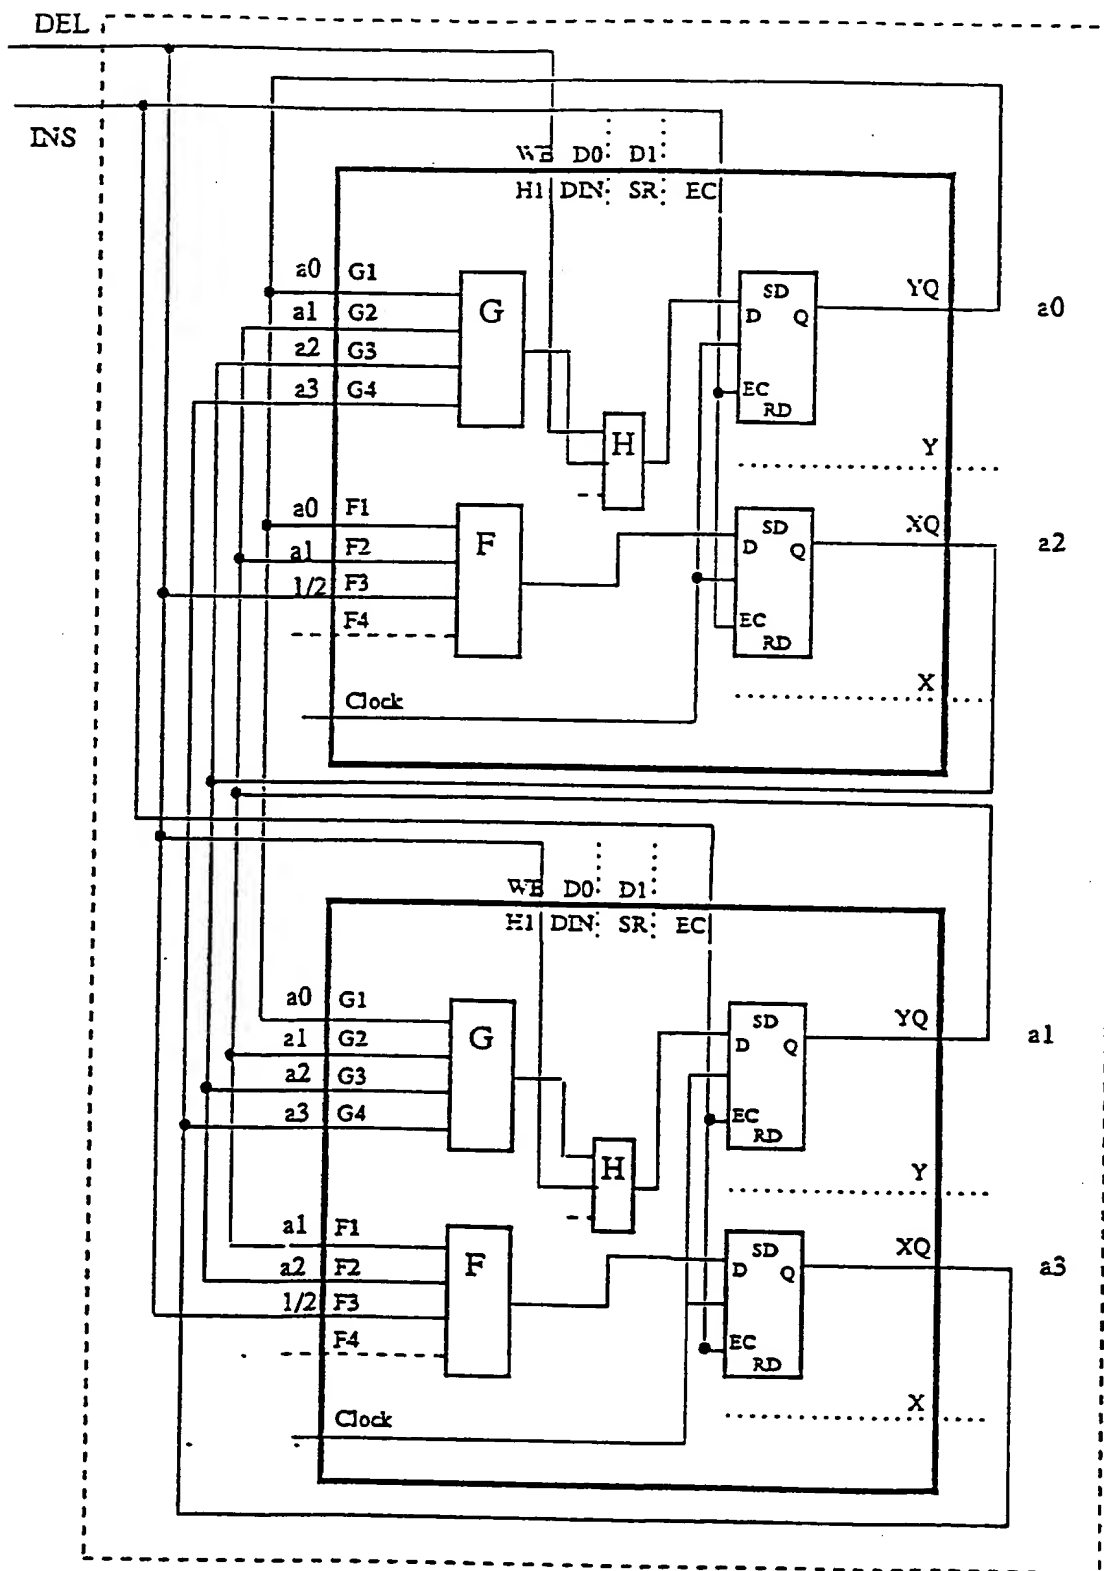 DEL
INS
WE D0 D1
H1 DIN SR EC
a0 G1
a1 G2
a2 G3
a3 G4
G
H
SD
D Q
EC
RD
YQ
a0
Y
a0 F1
a1 F2
1/2 F3
F4
F
SD
D Q
EC
RD
XQ
a2
X
Clock
WE D0 D1
H1 DIN SR EC
a0 G1
a1 G2
a2 G3
a3 G4
G
H
SD
D Q
EC
RD
YQ
a1
Y
a1 F1
a2 F2
1/2 F3
F4
F
SD
D Q
EC
RD
XQ
a3
X
Clock